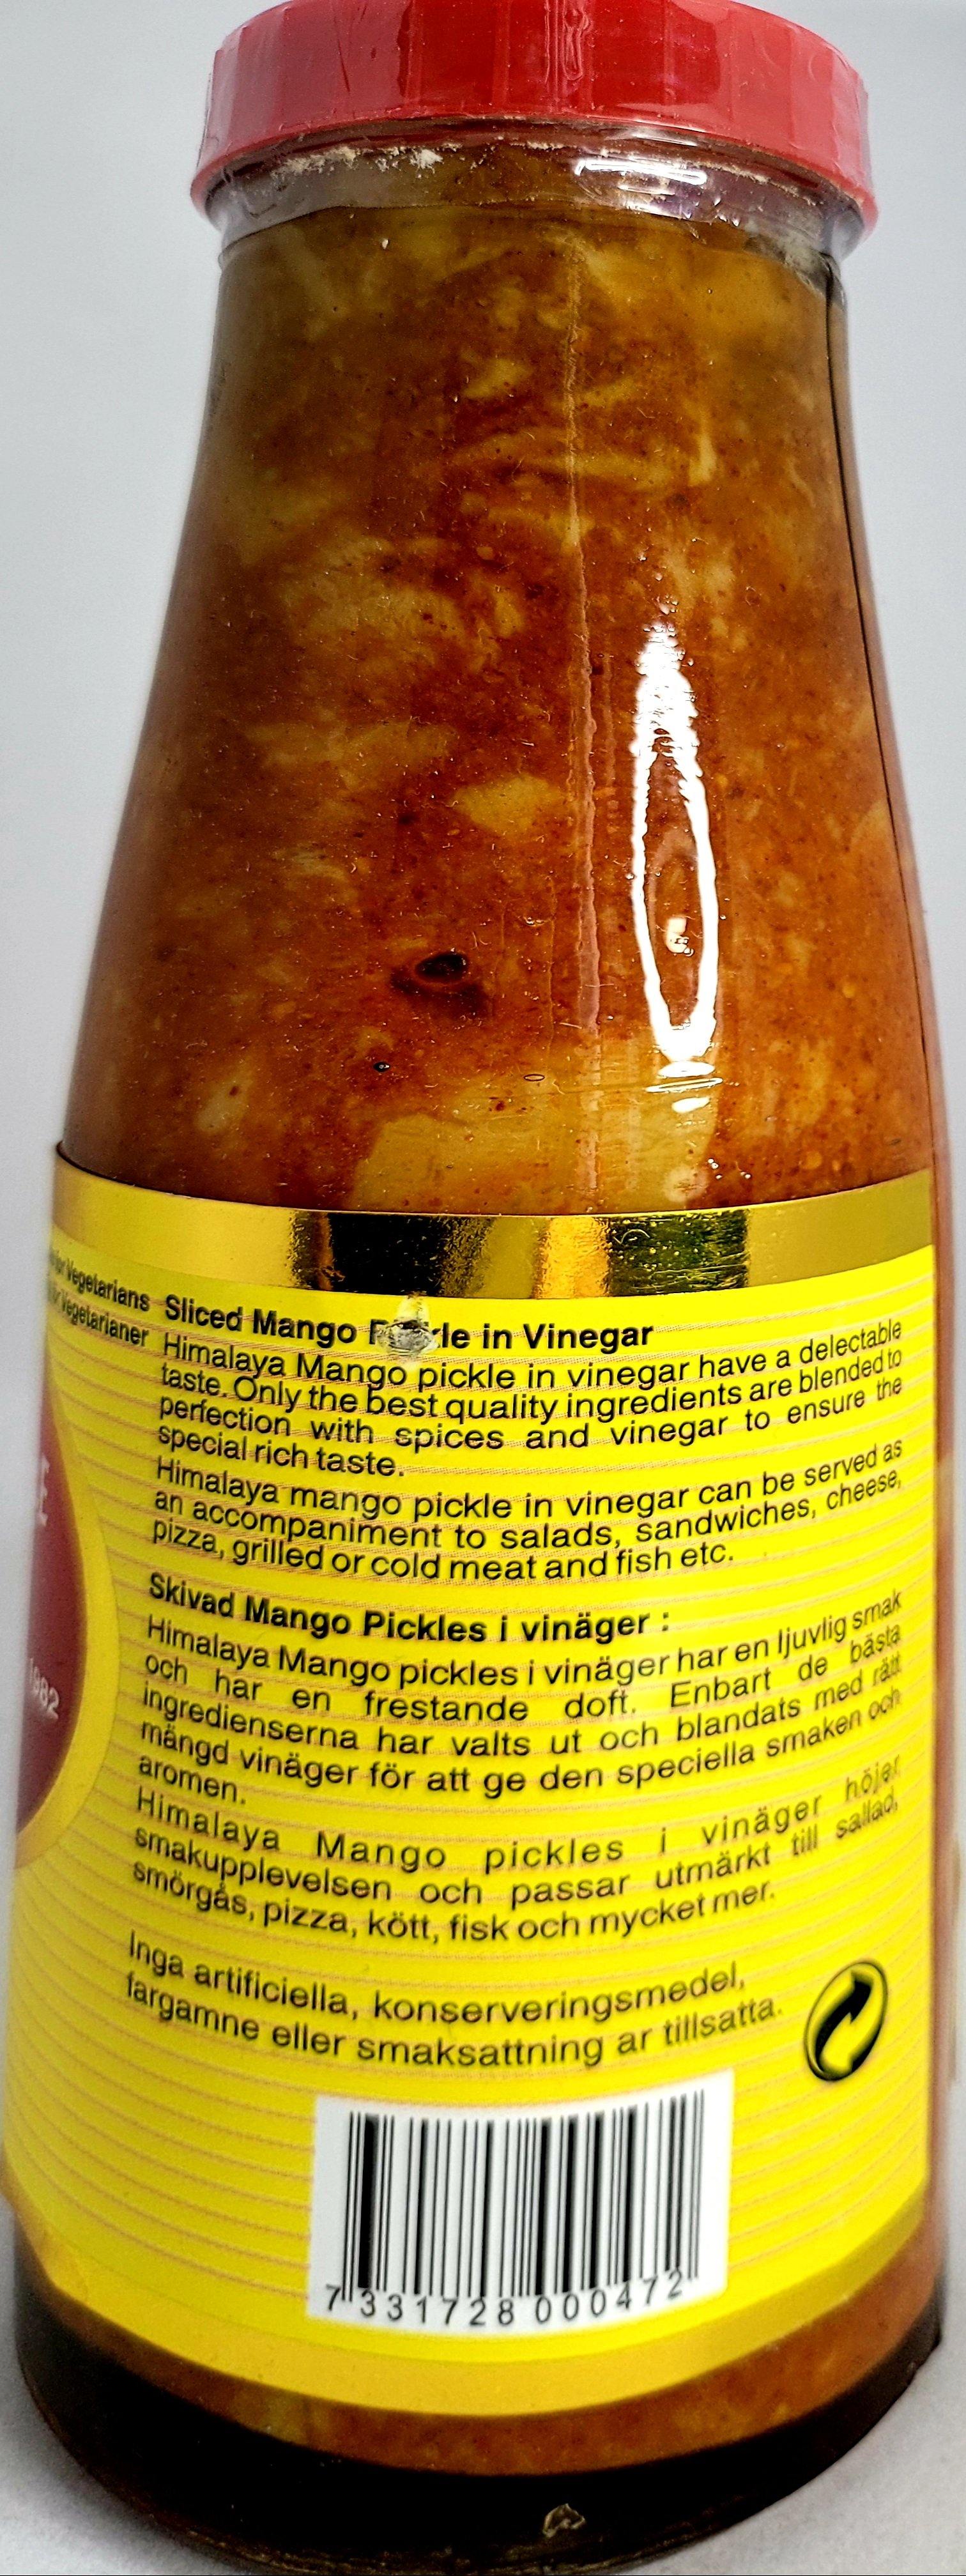 Vegetarians
Vegetarianer
1982
Sliced Mango in Vinegar
Himalaya Mango pickle in vinegar have a delectable
taste. Only the best quality ingredients are blended to
perfection with spices and vinegar to ensure the
special rich taste.
Himalaya mango pickle in vinegar can be served as
an accompaniment to salads, sandwiches, cheese,
pizza, grilled or cold meat and fish etc.
Skivad Mango Pickles i vinäger :
Himalaya Mango pickles i vinäger har en ljuvlig smak
och har en frestande doft. Enbart de bästa
ingredienserna har valts ut och blandats med rätt
mängd vinäger för att ge den speciella smaken och
aromen.
Himalaya Mango pickles i vinäger höjer
smakupplevelsen och passar utmärkt till sallad,
smörgås, pizza, kött, fisk och mycket mer.
Inga artificiella, konserveringsmedel,
fargamne eller smaksattning ar tillsatta.
7 331728 000472